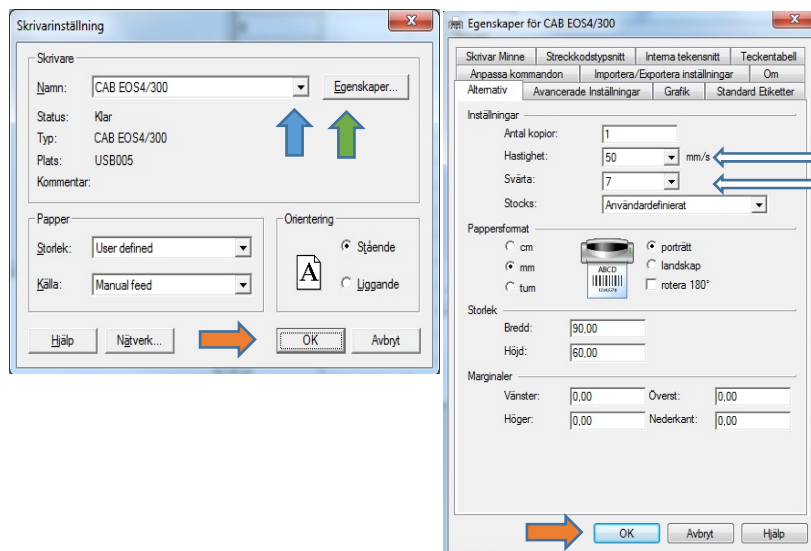 Skrivarinställning
Skrivare
Namn: CAB EOS4/300 Egenskaper...
Status: Klar
Typ: CAB EOS4/300
Plats: USB005
Kommentar:
Papper
Storlek: User defined
Källa: Manual feed
Orientering
A
Stående
Liggande
Hjälp Nätverk... OK Avbryt
Egenskaper för CAB EOS4/300
Skrivar Minne Streckkodstypsnitt Interna tekensnitt Teckentabell
Anpassa kommandon Importera/Exportera inställningar Om
Alternativ Avancerade Inställningar Grafik Standard Etiketter
Inställningar
Antal kopior: 1
Hastighet: 50 mm/s
Svärta: 7
Stocks: Användardefinierat
Pappersformat
cm
mm
tum
ABCD
porträtt
landskap
rotera 180°
Storlek
Bredd: 90,00
Höjd: 60,00
Marginaler
Vänster: 0,00 Överst: 0,00
Höger: 0,00 Nederkant: 0,00
OK Avbryt Hjälp